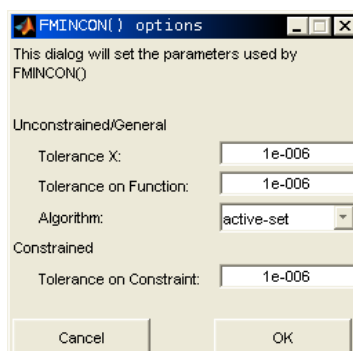 FMINCON() options
This dialog will set the parameters used by
FMINCON()
Unconstrained/General
Tolerance X: 1e-006
Tolerance on Function: 1e-006
Algorithm: active-set
Constrained
Tolerance on Constraint: 1e-006
Cancel OK